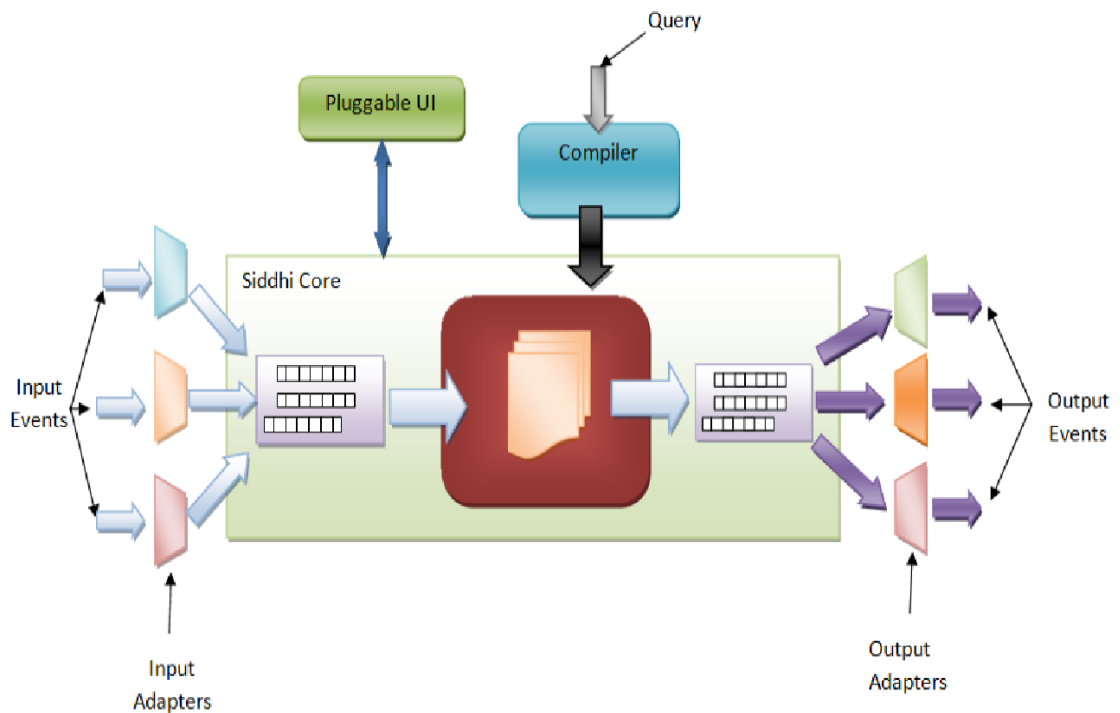 Query
Pluggable UI
Compiler
Siddhi Core
Input
Events
Output
Events
Input
Adapters
Output
Adapters